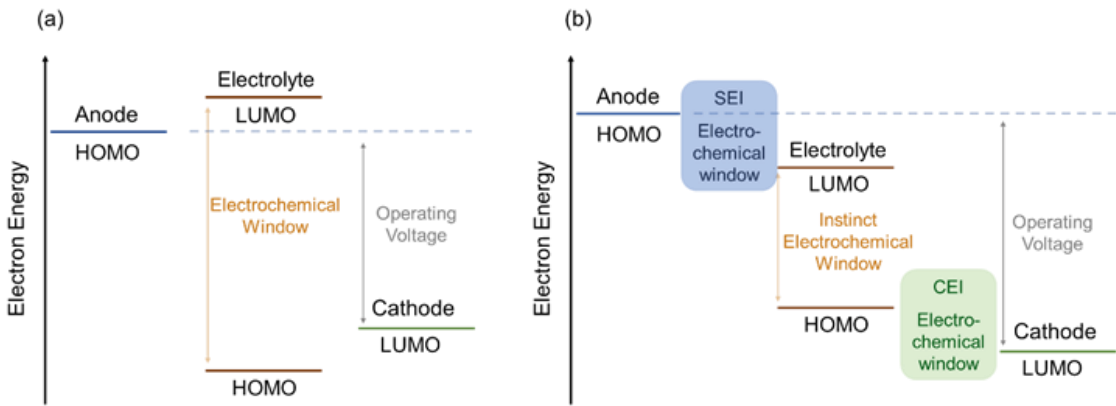 (a)
Electron Energy
Anode
HOMO
Electrolyte
LUMO
Electrochemical
Window
HOMO
Operating
Voltage
Cathode
LUMO
(b)
Electron Energy
Anode
HOMO
SEI
Electro-
chemical
window
Electrolyte
LUMO
Instinct
Electrochemical
Window
HOMO
CEI
Electro-
chemical
window
Operating
Voltage
Cathode
LUMO